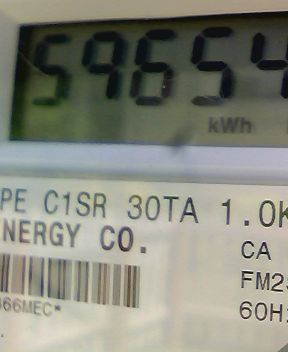 59654
kWh
PE C1SR 30TA 1.0K
NERGY CO.
CA
FM2
66MEC*
60H